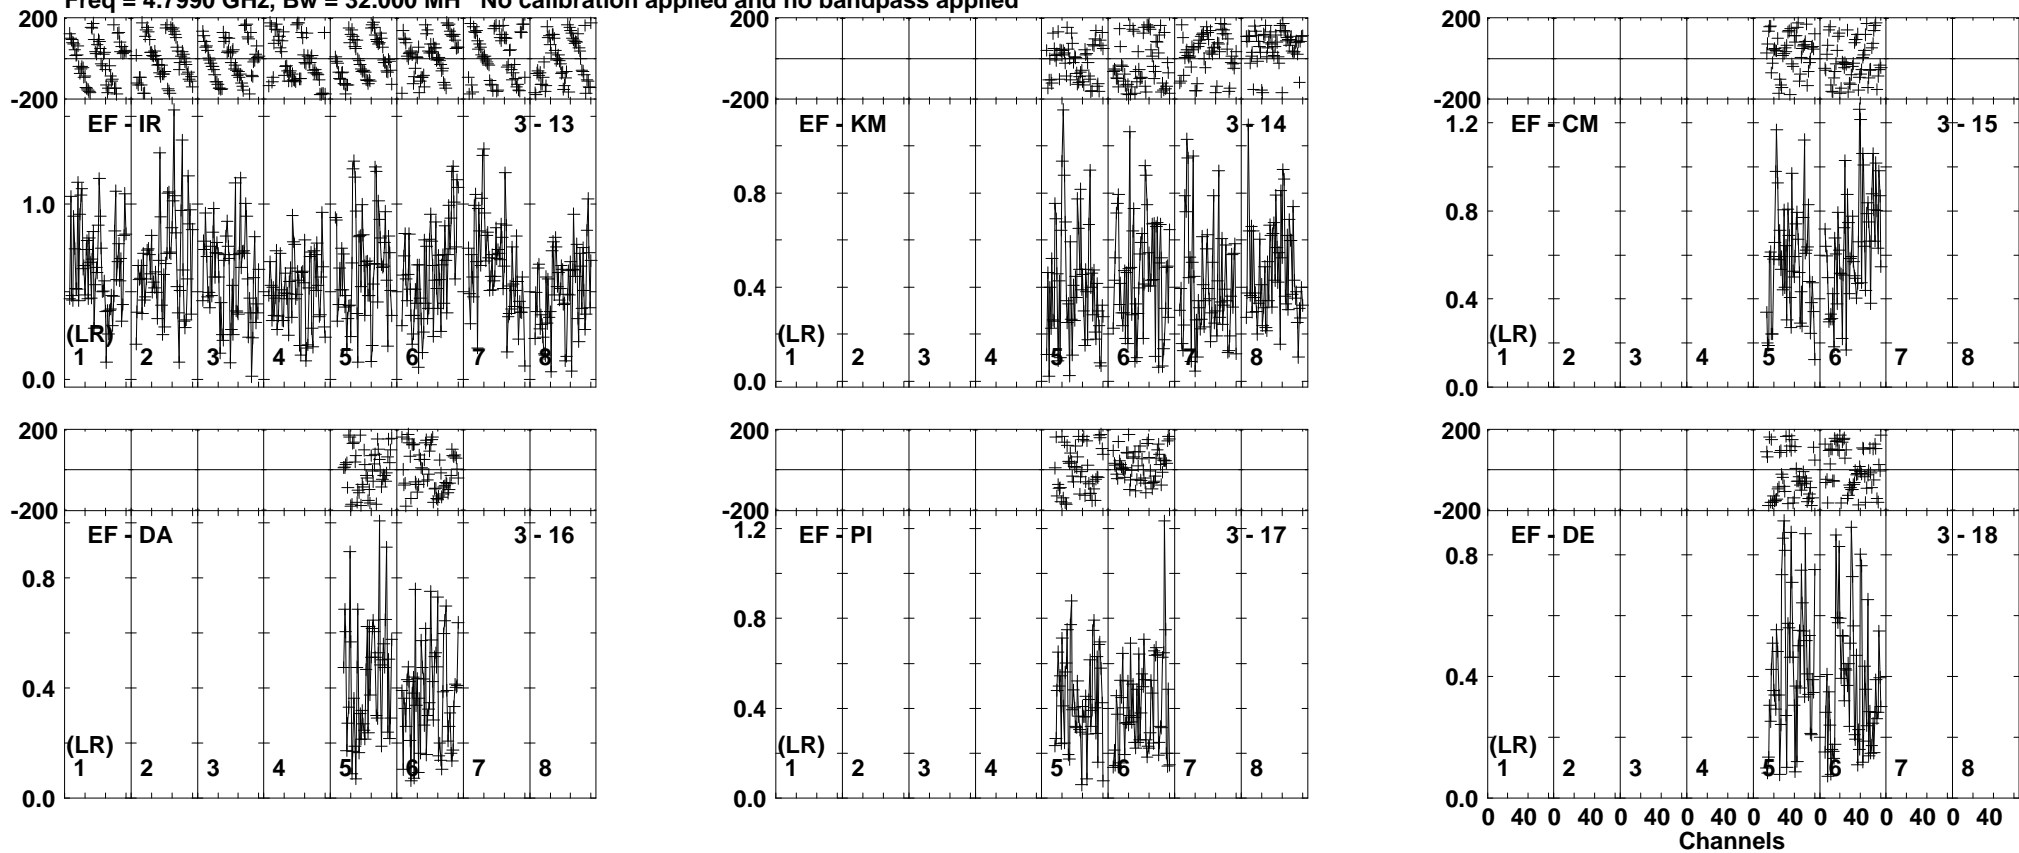 Freq = 4.7990 GHz, Bw = 32.000 MH No calibration applied and no bandpass applied
200 200 200
-200 -200 -200
EF - IR 3 - 13 EF - KM 3 - 14 1.2 EF - CM 3 - 15
1.0 0.8 0.8
0.4 0.4
(LR) (LR) (LR)
1 2 3 4 5 6 7 8 1 2 3 4 5 6 7 8 1 2 3 4 5 6 7 8
0.0 0.0 0.0
200 200 200
-200 -200 -200
EF - DA 3 - 16 1.2 EF - PI 3 - 17 EF - DE 3 - 18
0.8 0.8 0.8
0.4 0.4 0.4
(LR) (LR) (LR)
1 2 3 4 5 6 7 8 1 2 3 4 5 6 7 8 1 2 3 4 5 6 7 8
0.0 0.0 0.0
0 40 0 40 0 40 0 40 0 40 0 40 0 40 0 40
Channels